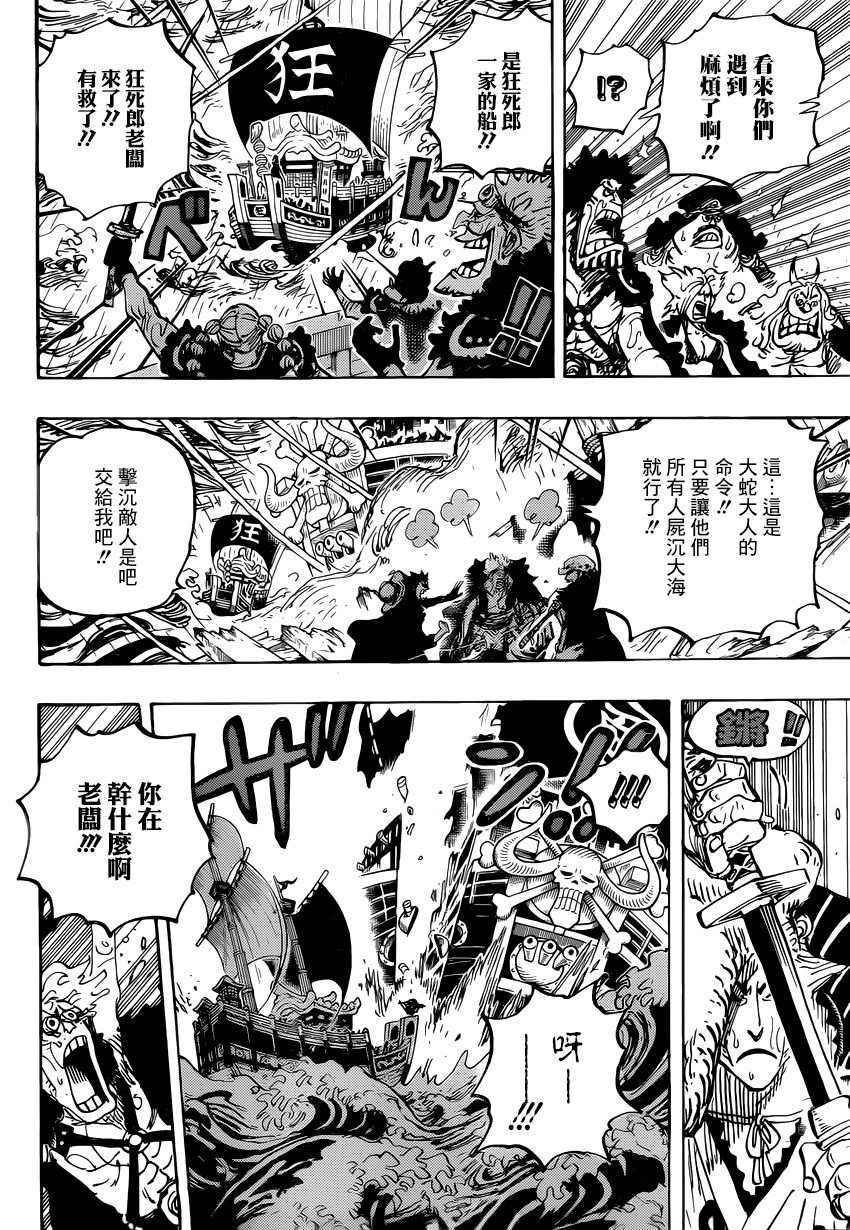 看來你們
遇到
麻煩了啊!!
!?
是狂死郎
一家的船!!
狂
狂死郎老闆
來了!!
有救了!!
べん
!!
這…這是
大蛇大人的
命令!!
只要讓他們
所有人屍沉大海
就行了!!
狂
擊沉敵人是吧
交給我吧!!
鏘!!
!!!
呀——!!!
你在
幹什麼啊
老闆!!!